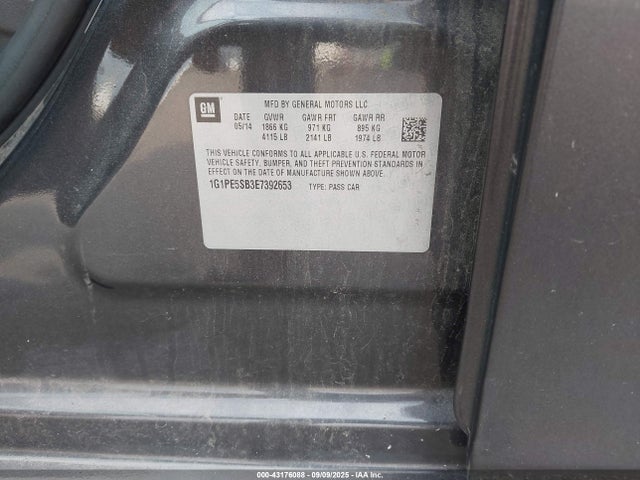 GM
MFD BY GENERAL MOTORS LLC
DATE GVWR GAWR FRT GAWR RR
05/14 1866 KG 971 KG 895 KG
4115 LB 2141 LB 1974 LB
THIS VEHICLE CONFORMS TO ALL APPLICABLE U.S. FEDERAL MOTOR
VEHICLE SAFETY, BUMPER, AND THEFT PREVENTION STANDARDS IN
EFFECT ON THE DATE OF MANUFACTURE SHOWN ABOVE.
1G1PE5SB3E7392653 TYPE: PASS CAR
000-43176088 - 09/09/2025 - IAAI.COM